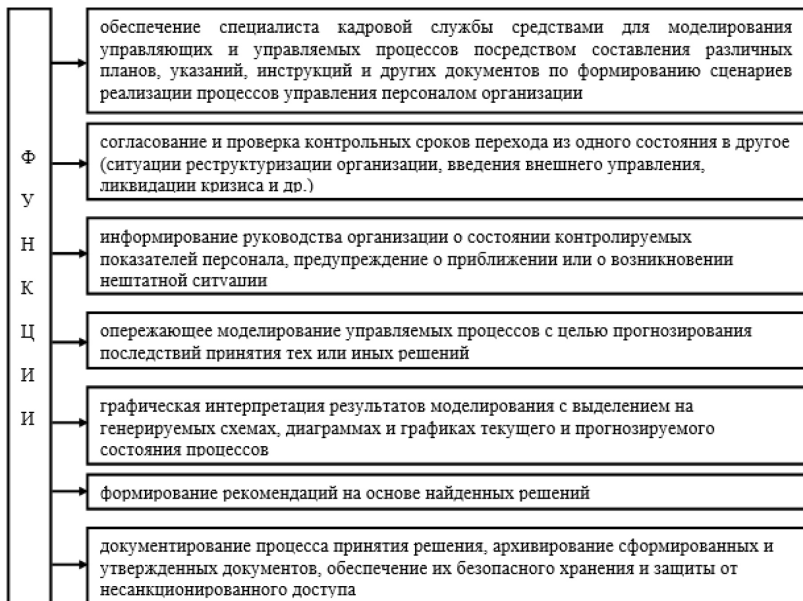 ФУНКЦИИ
обеспечение специалиста кадровой службы средствами для моделирования
управляющих и управляемых процессов посредством составления различных
планов, указаний, инструкций и других документов по формированию сценариев
реализации процессов управления персоналом организации
согласование и проверка контрольных сроков перехода из одного состояния в другое
(ситуации реструктуризации организации, введения внешнего управления,
ликвидации кризиса и др.)
информирование руководства организации о состоянии контролируемых
показателей персонала, предупреждение о приближении или о возникновении
нештатной ситуации
опережающее моделирование управляемых процессов с целью прогнозирования
последствий принятия тех или иных решений
графическая интерпретация результатов моделирования с выделением на
генерируемых схемах, диаграммах и графиках текущего и прогнозируемого
состояния процессов
формирование рекомендаций на основе найденных решений
документирование процесса принятия решения, архивирование сформированных и
утвержденных документов, обеспечение их безопасного хранения и защиты от
несанкционированного доступа